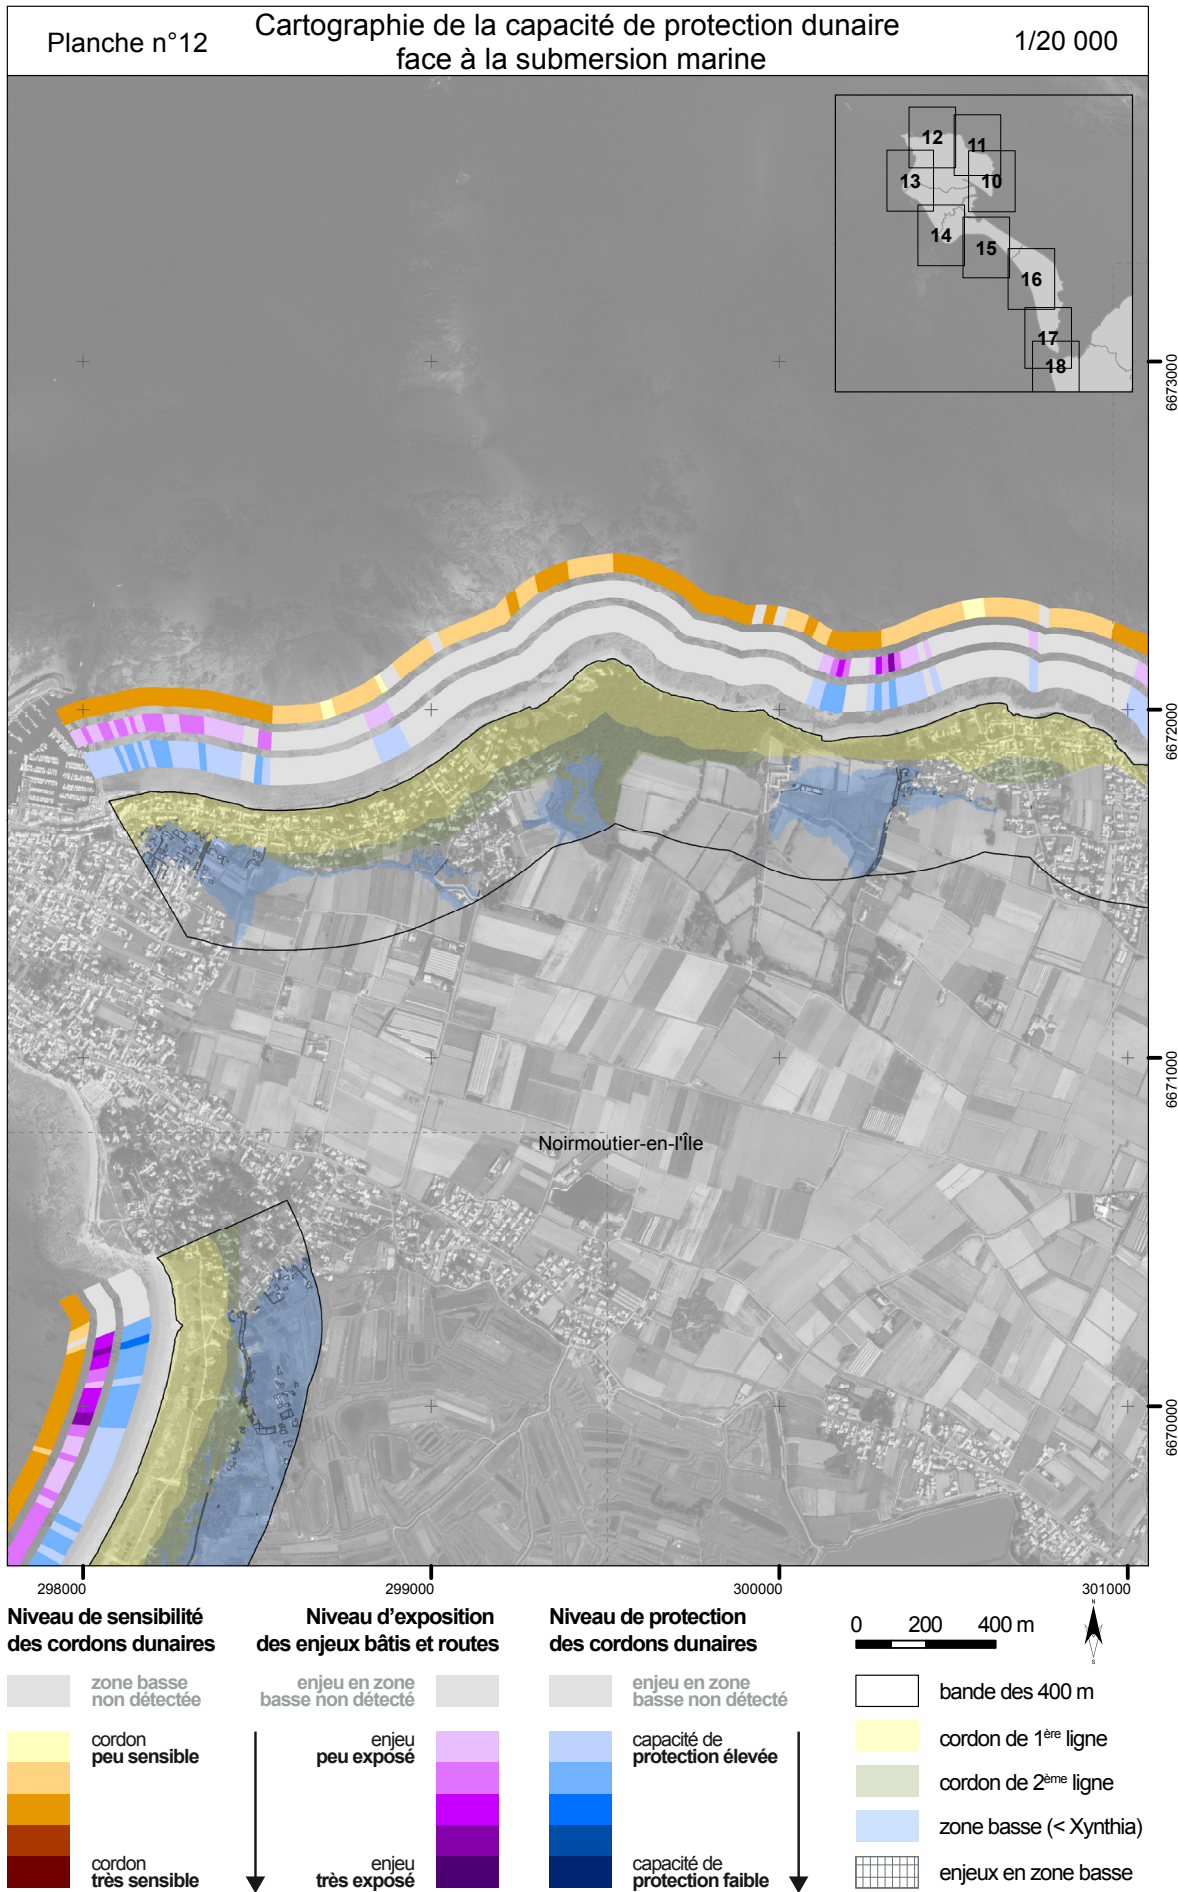 Planche n°12
Cartographie de la capacité de protection dunaire
face à la submersion marine
1/20 000
12
11
13
10
14
15
16
17
18
6673000
6672000
6671000
Noirmoutier-en-l'Île
6670000
298000
299000
300000
301000
Niveau de sensibilité
des cordons dunaires
zone basse
non détectée
cordon
peu sensible
cordon
très sensible
Niveau d'exposition
des enjeux bâtis et routes
enjeu en zone
basse non détecté
enjeu
peu exposé
enjeu
très exposé
Niveau de protection
des cordons dunaires
enjeu en zone
basse non détecté
capacité de
protection élevée
capacité de
protection faible
0 200 400 m
N
S
bande des 400 m
cordon de 1ère ligne
cordon de 2ème ligne
zone basse (< Xynthia)
enjeux en zone basse